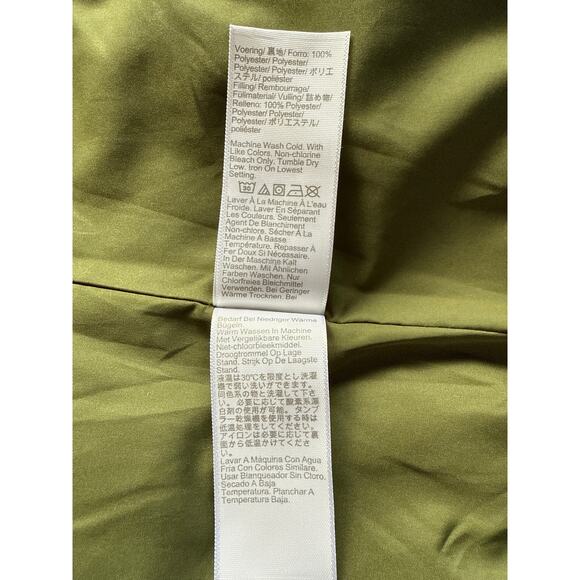 Voering/ 裏地/ Forro: 100%
Polyester/ Polyester/
Polyester/ Polyester/ ポリエ
ステル/ poliéster
Filling/ Rembourrage/
Füllmaterial/ Vulling/ 詰め物/
Relleno: 100% Polyester/
Polyester/ Polyester/
Polyester/ ポリエステル/
poliéster
Machine Wash Cold. With
Like Colors. Non-chlorine
Bleach Only. Tumble Dry
Low. Iron On Lowest
Setting.
30
Laver À La Machine À L'eau
Froide. Laver En Séparant
Les Couleurs. Seulement
Agent De Blanchiment
Non-chlore. Sécher À La
Machine A Basse
Température. Repasser À
Fer Doux Si Nécessaire.
In Der Maschine Kalt
Waschen. Mit Ähnlichen
Farben Waschen. Nur
Chlorfreies Bleichmittel
Verwenden. Bei Geringer
Wärme Trocknen. Bei
Bedarf Bei Niedriger Wärme
Bügeln.
Warm Wassen In Machine
Met Vergelijkbare Kleuren.
Niet-chloorbleekmiddel.
Droogtrommel Op Lage
Stand. Strijk Op De Laagste
Stand.
液温は30℃を限度とし洗濯
機で弱い洗いができます。
同色系の物と洗濯して下さ
い。必要に応じて酸素系漂
白剤の使用が可能。タンブ
ラー乾燥機を使用する時は
低温処理をしてください。
アイロンは必要に応じて裏
面から低温かけてくださ
い。
Lavar A Máquina Con Agua
Fría Con Colores Similare.
Usar Blanqueador Sin Cloro.
Secado A Baja
Temperatura. Planchar A
Temperatura Baja.